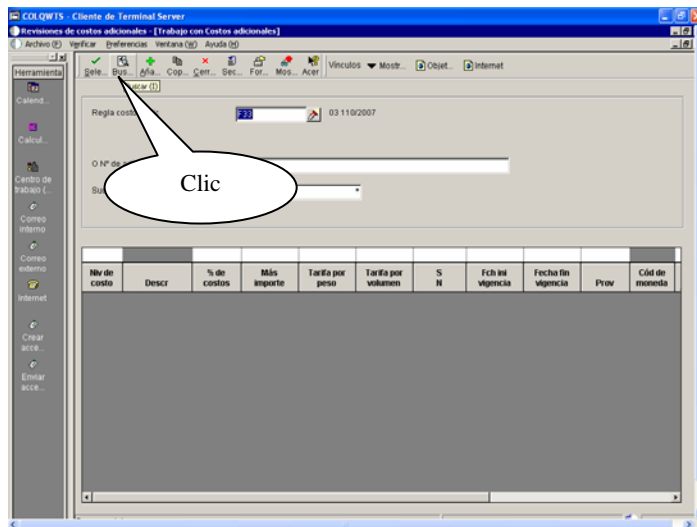 COLQWTS - Cliente de Terminal Server
Revisiones de costos adicionales - [Trabajo con Costos adicionales]
Archivo (F) Verificar Preferencias Ventana (W) Ayuda (H)
Herramienta
Sele... Bus... Aña... Cop... Cerr... Sec... For... Mos... Acer Vínculos Mostr... Objet... Internet
uscar (I)
Calend...
Calcul...
Centro de
trabajo (...
Correo
interno
Correo
externo
Internet
Crear
acce...
Enviar
acce...
Regla costo
F33
03 110/2007
O Nº de
Su
*
Clic
Niv de
costo
Descr
% de
costos
Más
importe
Tarifa por
peso
Tarifa por
volumen
S
N
Fch ini
vigencia
Fecha fin
vigencia
Prov
Cód de
moneda